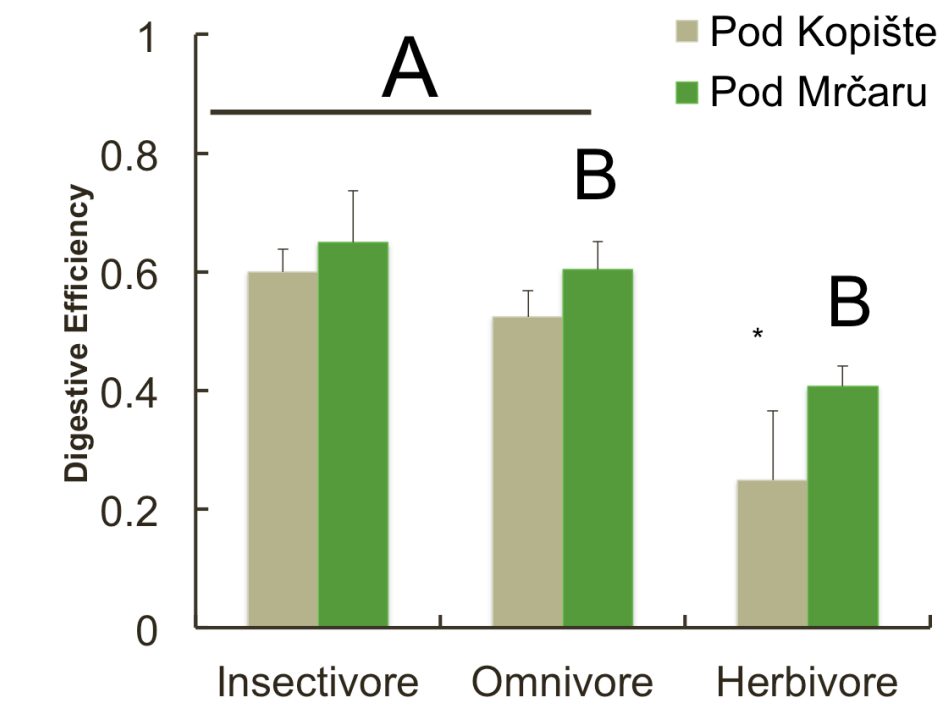 Pod Kopište
Pod Mrčaru
1
0.8
0.6
0.4
0.2
0
Digestive Efficiency
A
B
*
B
Insectivore
Omnivore
Herbivore